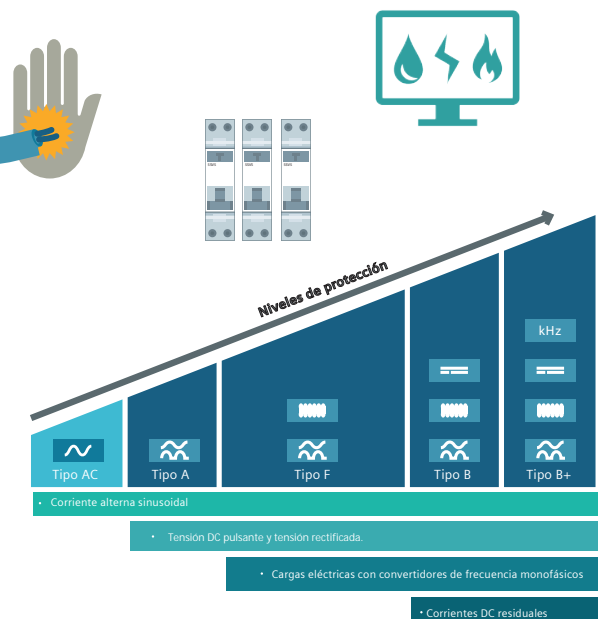 Niveles de protección
kHz
Tipo AC
Tipo A
Tipo F
Tipo B
Tipo B+
· Corriente alterna sinusoidal
· Tensión DC pulsante y tensión rectificada.
· Cargas eléctricas con convertidores de frecuencia monofásicos
· Corrientes DC residuales